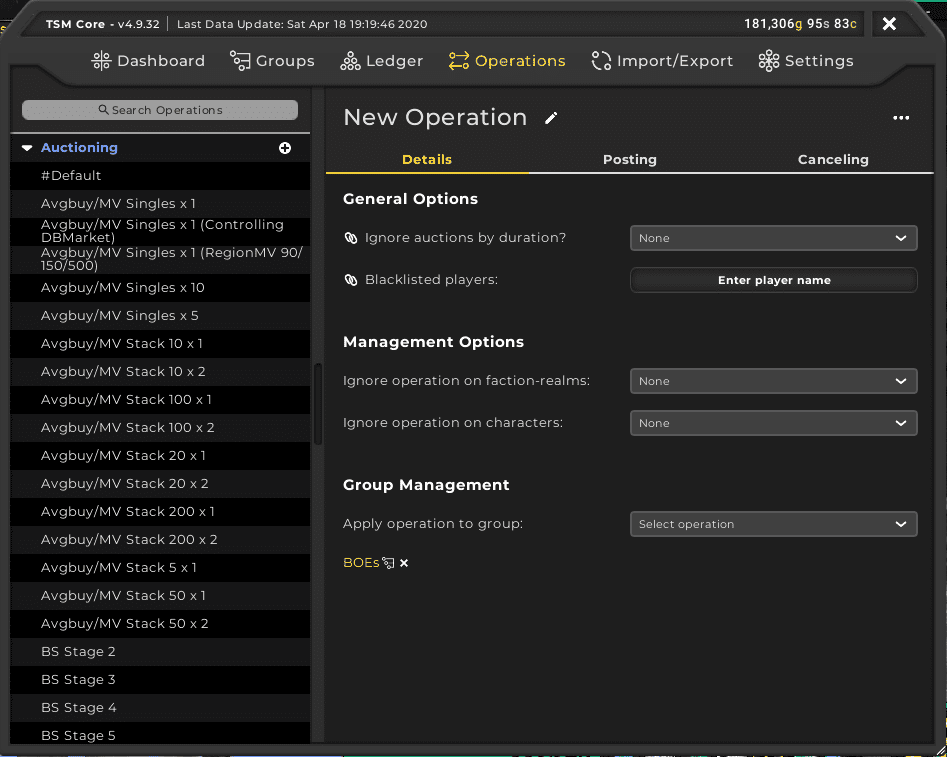 TSM Core - v4.9.32 Last Data Update: Sat Apr 18 19:19:46 2020 181,306g 95s 83c
Dashboard Groups Ledger Operations Import/Export Settings
Search Operations
Auctioning
#Default
Avgbuy/MV Singles x 1
Avgbuy/MV Singles x 1 (Controlling
DBMarket)
Avgbuy/MV Singles x 1 (RegionMV 90/
150/500)
Avgbuy/MV Singles x 10
Avgbuy/MV Singles x 5
Avgbuy/MV Stack 10 x 1
Avgbuy/MV Stack 10 x 2
Avgbuy/MV Stack 100 x 1
Avgbuy/MV Stack 100 x 2
Avgbuy/MV Stack 20 x 1
Avgbuy/MV Stack 20 x 2
Avgbuy/MV Stack 200 x 1
Avgbuy/MV Stack 200 x 2
Avgbuy/MV Stack 5 x 1
Avgbuy/MV Stack 50 x 1
Avgbuy/MV Stack 50 x 2
BS Stage 2
BS Stage 3
BS Stage 4
BS Stage 5
New Operation
Details Posting Canceling
General Options
Ignore auctions by duration? None
Blacklisted players: Enter player name
Management Options
Ignore operation on faction-realms: None
Ignore operation on characters: None
Group Management
Apply operation to group: Select operation
BOEs